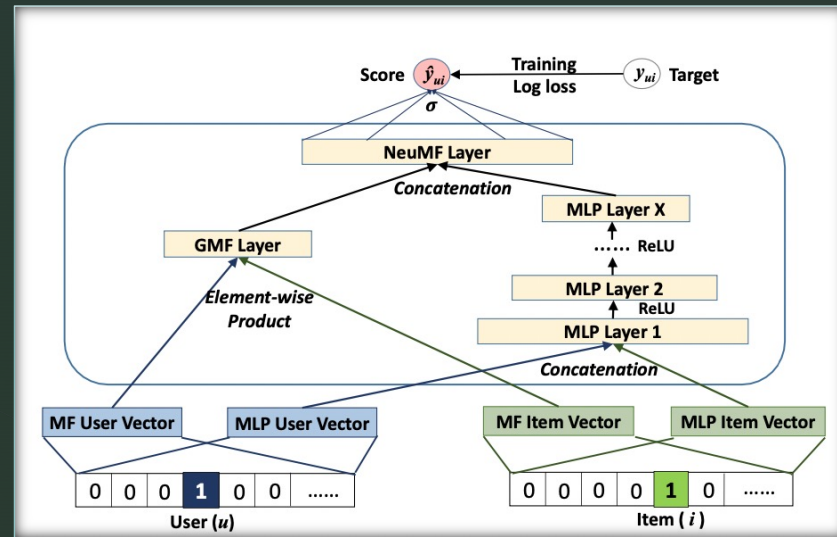 Score ŷui Training yui Target
Log loss
σ
NeuMF Layer
Concatenation
MLP Layer X
...... ReLU
GMF Layer
Element-wise
Product
MLP Layer 2
ReLU
MLP Layer 1
Concatenation
MF User Vector MLP User Vector MF Item Vector MLP Item Vector
0 0 0 1 0 0 ...... 0 0 0 0 1 0 ......
User (u) Item ( i )